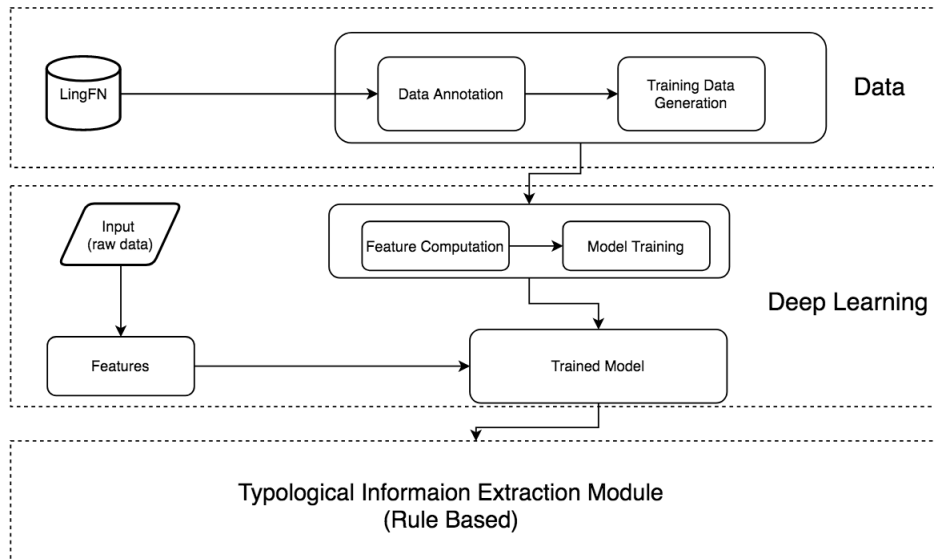 LingFN
Data Annotation
Training Data
Generation
Data
Input
(raw data)
Feature Computation
Model Training
Deep Learning
Features
Trained Model
Typological Informaion Extraction Module
(Rule Based)